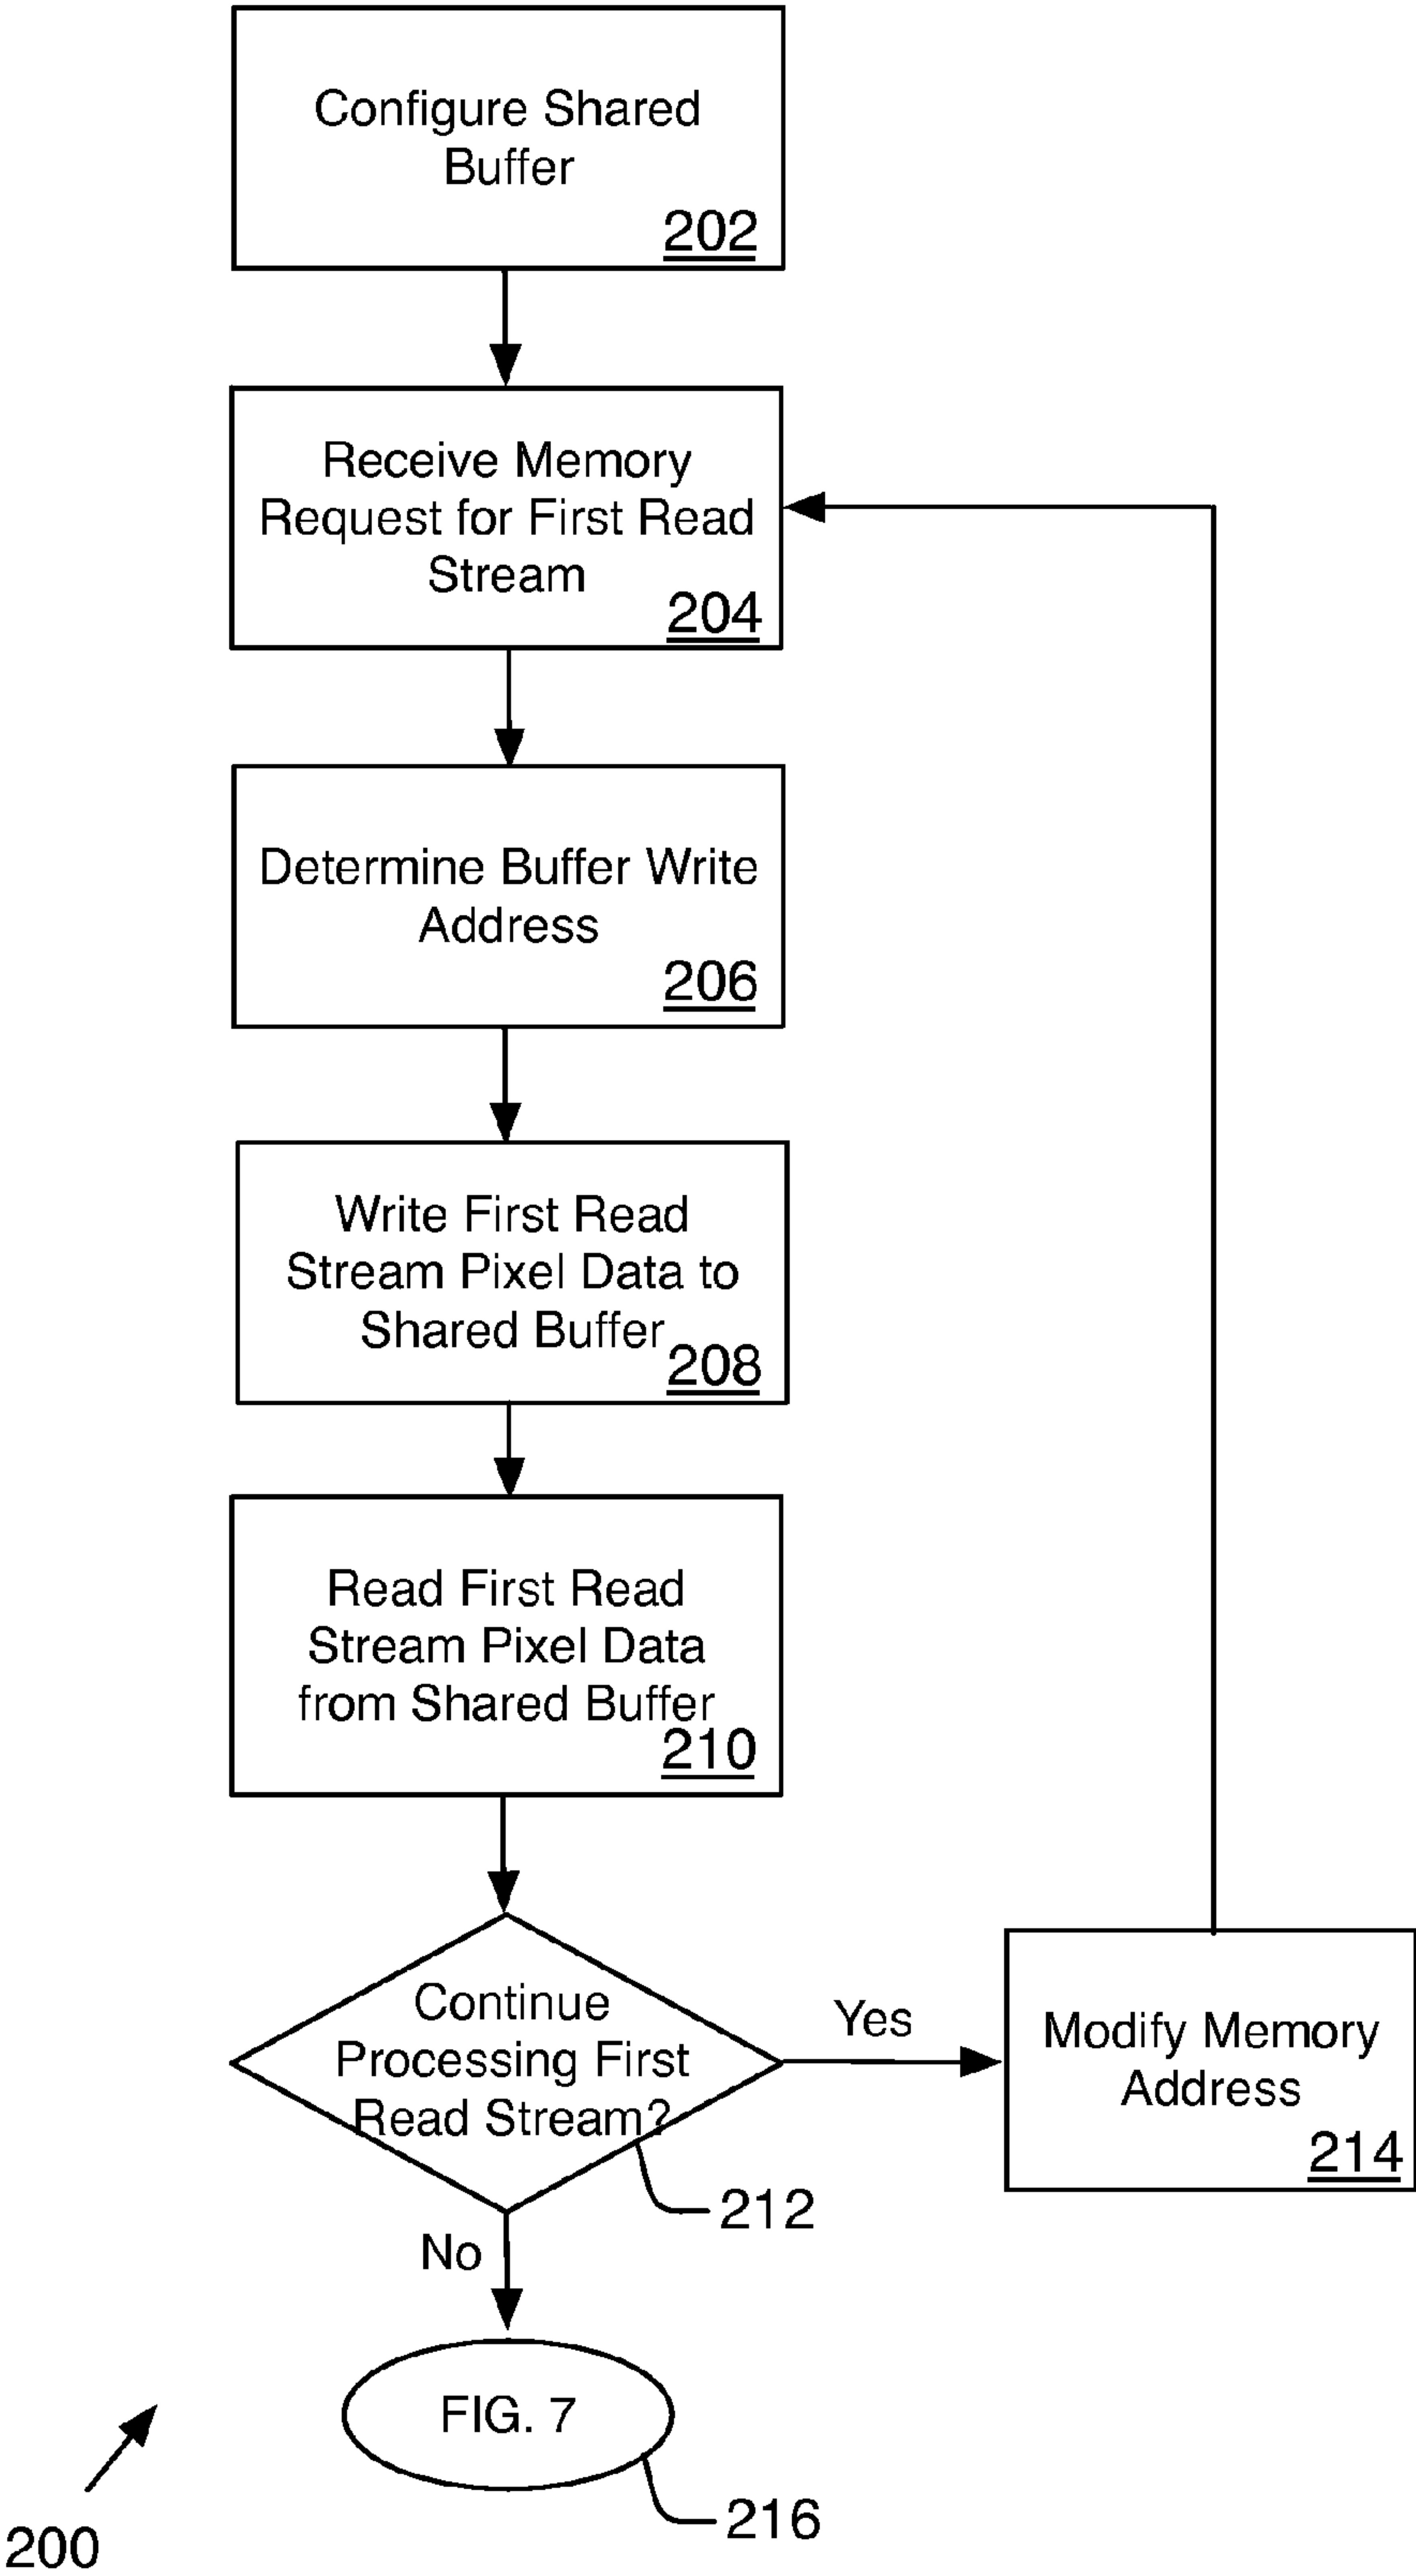 Configure Shared
Buffer
202
Receive Memory
Request for First Read
Stream
204
Determine Buffer Write
Address
206
Write First Read
Stream Pixel Data to
Shared Buffer
208
Read First Read
Stream Pixel Data
from Shared Buffer
210
Continue
Processing First
Read Stream?
212
Yes
Modify Memory
Address
214
No
FIG. 7
216
200